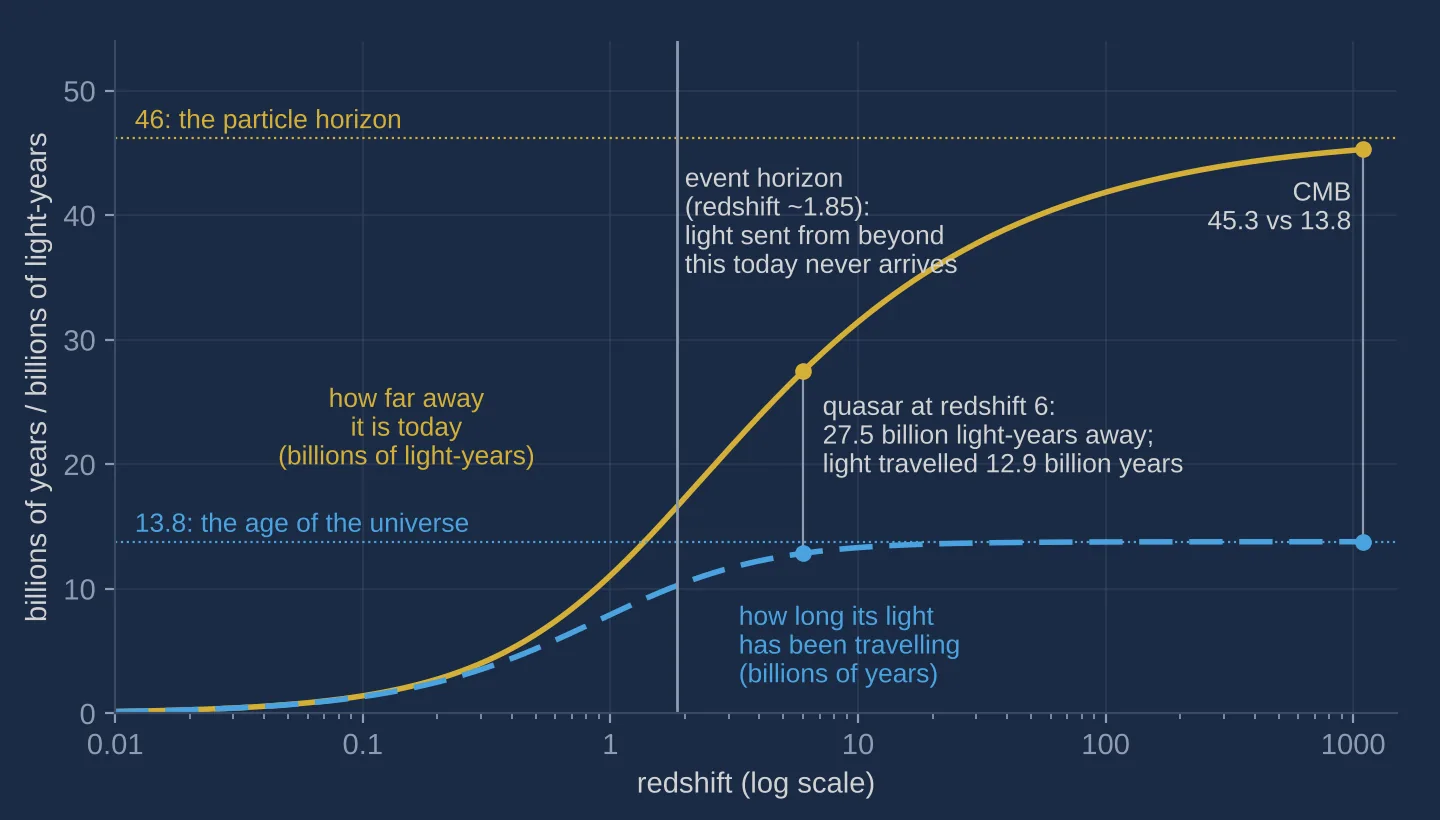 50
46: the particle horizon
event horizon
(redshift ~1.85):
light sent from beyond
this today never arrives
CMB
45.3 vs 13.8
40
30
how far away
it is today
(billions of light-years)
quasar at redshift 6:
27.5 billion light-years away;
light travelled 12.9 billion years
20
13.8: the age of the universe
10
how long its light
has been travelling
(billions of years)
0
0.01
0.1
1
10
100
1000
redshift (log scale)
billions of years / billions of light-years